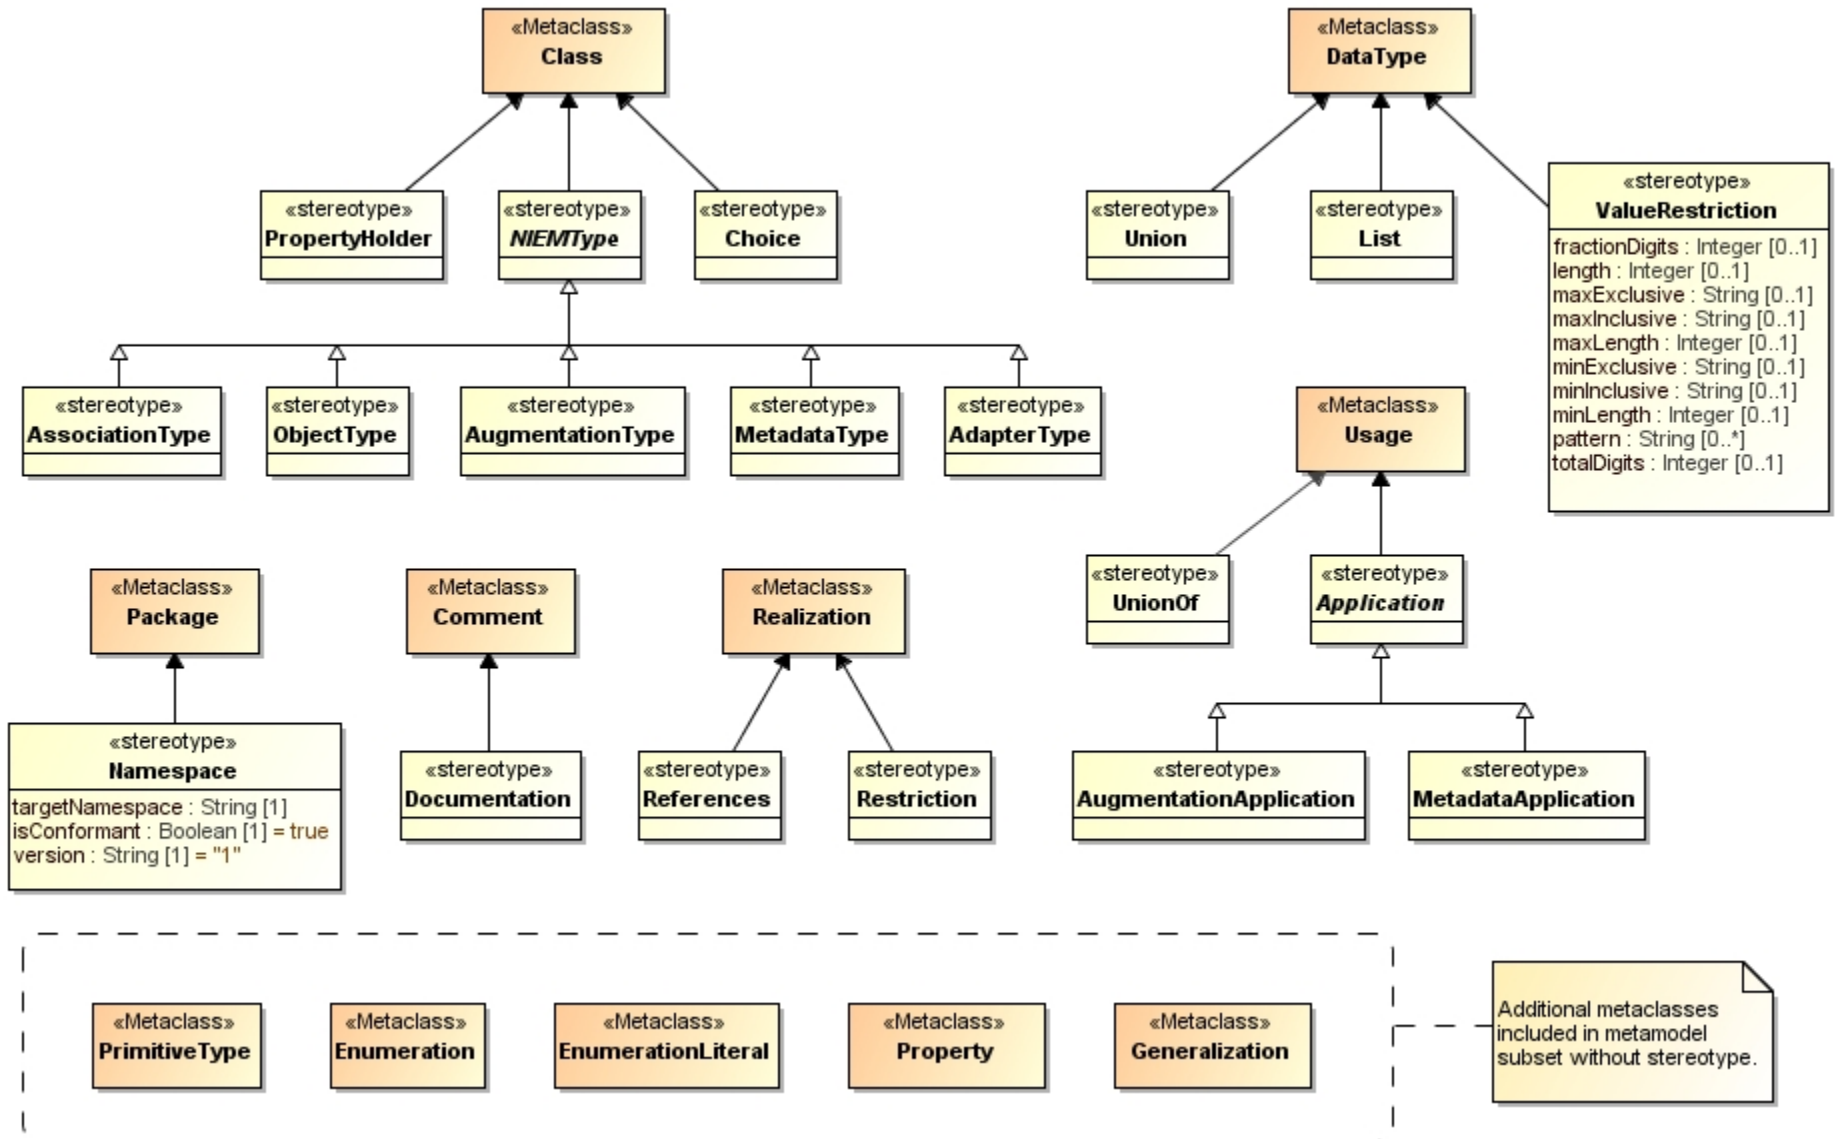 «Metaclass»
Class
«Metaclass»
DataType
«stereotype»
PropertyHolder
«stereotype»
NIEMType
«stereotype»
Choice
«stereotype»
Union
«stereotype»
List
«stereotype»
ValueRestriction
fractionDigits : Integer [0..1]
length : Integer [0..1]
maxExclusive : String [0..1]
maxInclusive : String [0..1]
maxLength : Integer [0..1]
minExclusive : String [0..1]
minInclusive : String [0..1]
minLength : Integer [0..1]
pattern : String [0..*]
totalDigits : Integer [0..1]
«stereotype»
AssociationType
«stereotype»
ObjectType
«stereotype»
AugmentationType
«stereotype»
MetadataType
«stereotype»
AdapterType
«Metaclass»
Usage
«Metaclass»
Package
«Metaclass»
Comment
«Metaclass»
Realization
«stereotype»
UnionOf
«stereotype»
Application
«stereotype»
Namespace
targetNamespace : String [1]
isConformant : Boolean [1] = true
version : String [1] = "1"
«stereotype»
Documentation
«stereotype»
References
«stereotype»
Restriction
«stereotype»
AugmentationApplication
«stereotype»
MetadataApplication
«Metaclass»
PrimitiveType
«Metaclass»
Enumeration
«Metaclass»
EnumerationLiteral
«Metaclass»
Property
«Metaclass»
Generalization
Additional metaclasses
included in metamodel
subset without stereotype.